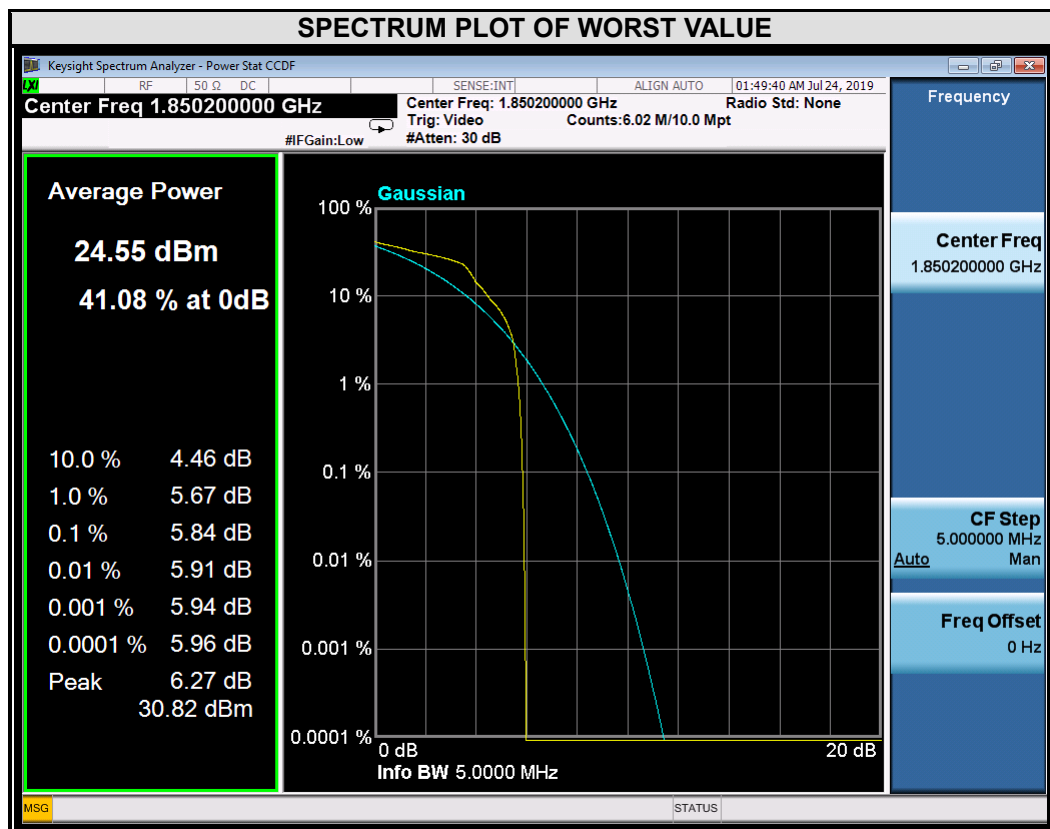 SPECTRUM PLOT OF WORST VALUE
Keysight Spectrum Analyzer - Power Stat CCDF
LXI RF 50 Ω DC SENSE:INT ALIGN AUTO 01:49:40 AM Jul 24, 2019
Center Freq 1.850200000 GHz
Center Freq: 1.850200000 GHz Radio Std: None
Trig: Video Counts:6.02 M/10.0 Mpt
#IFGain:Low #Atten: 30 dB
Average Power
24.55 dBm
41.08 % at 0dB
10.0 % 4.46 dB
1.0 % 5.67 dB
0.1 % 5.84 dB
0.01 % 5.91 dB
0.001 % 5.94 dB
0.0001 % 5.96 dB
Peak 6.27 dB
30.82 dBm
Gaussian
100 %
10 %
1 %
0.1 %
0.01 %
0.001 %
0.0001 %
0 dB 20 dB
Info BW 5.0000 MHz
Frequency
Center Freq
1.850200000 GHz
CF Step
5.000000 MHz
Auto Man
Freq Offset
0 Hz
MSG STATUS